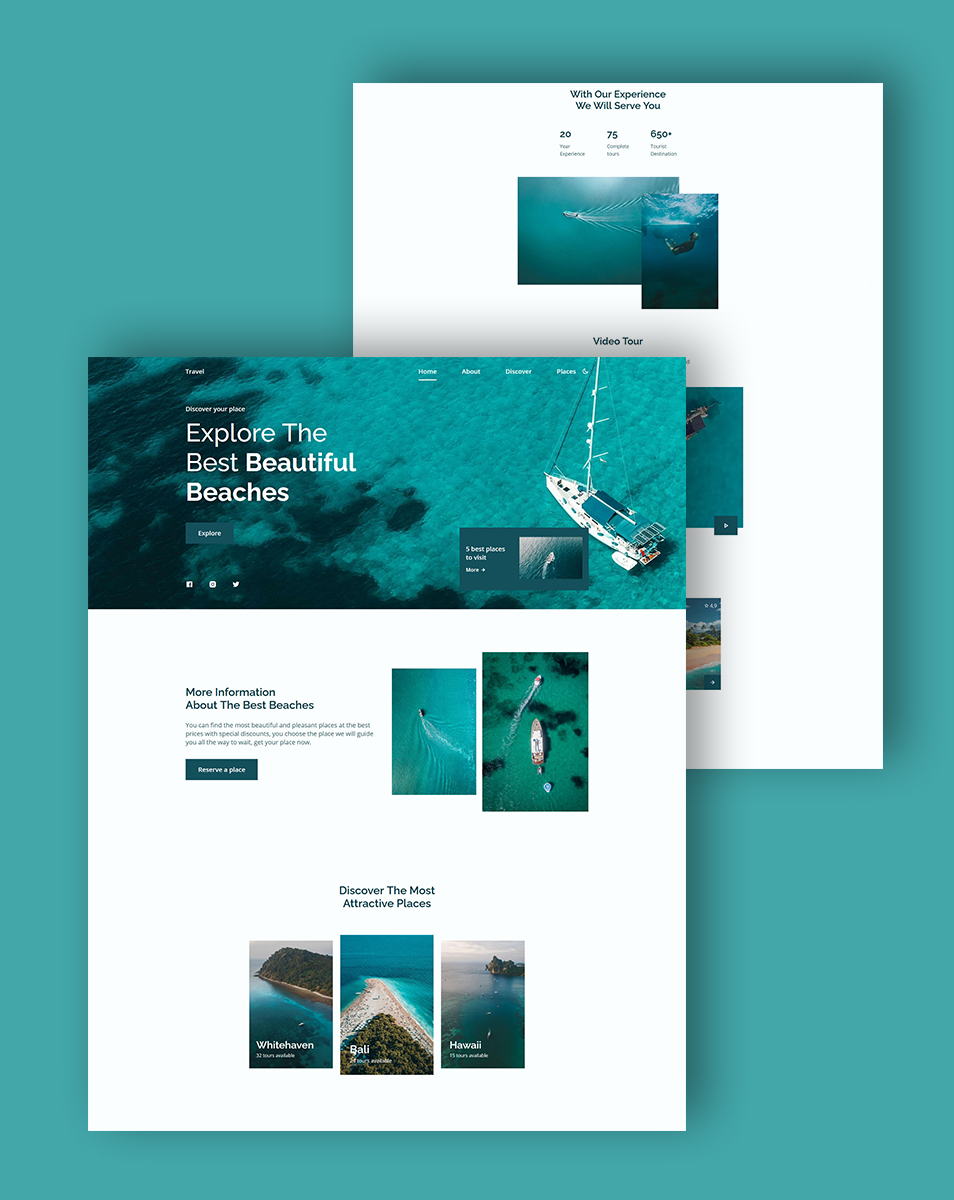 With Our Experience
We Will Serve You
20
75
650+
Year
Experience
Complete
tours
Tourist
Destination
Video Tour
4,9
Travel
Home
About
Discover
Places
Discover your place
Explore The
Best Beautiful
Beaches
Explore
5 best places
to visit
More
More Information
About The Best Beaches
You can find the most beautiful and pleasant places at the best
prices with special discounts, you choose the place we will guide
you all the way to wait, get your place now.
Reserve a place
Discover The Most
Attractive Places
Whitehaven
32 tours available
Bali
24 tours available
Hawaii
15 tours available